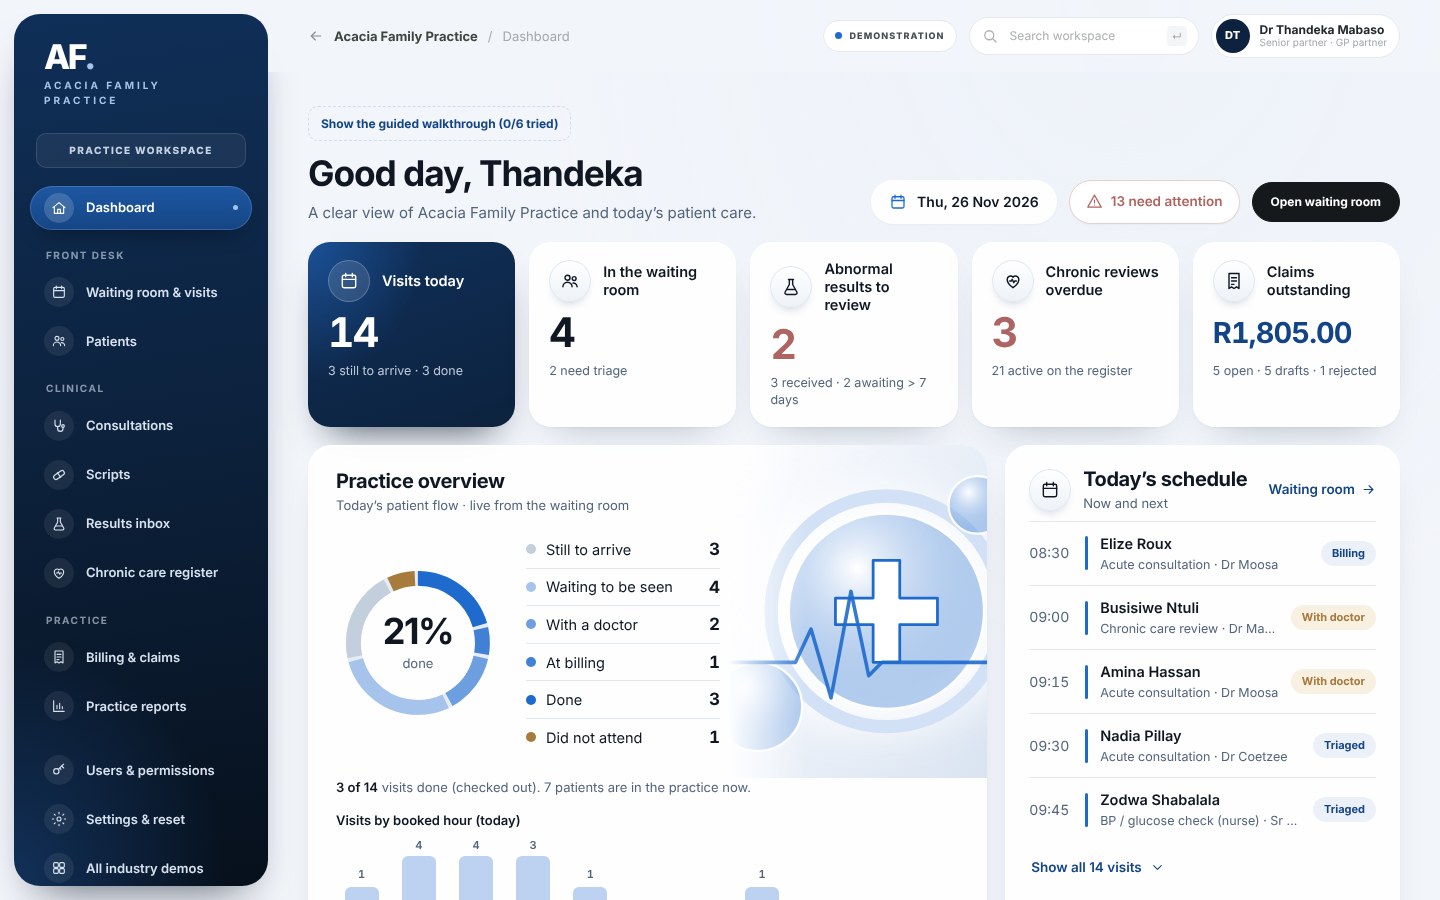 AF.
ACACIA FAMILY
PRACTICE
PRACTICE WORKSPACE
Dashboard
FRONT DESK
Waiting room & visits
Patients
CLINICAL
Consultations
Scripts
Results inbox
Chronic care register
PRACTICE
Billing & claims
Practice reports
Users & permissions
Settings & reset
All industry demos
Acacia Family Practice / Dashboard
DEMONSTRATION
Search workspace
DT
Dr Thandeka Mabaso
Senior partner · GP partner
Show the guided walkthrough (0/6 tried)
Good day, Thandeka
A clear view of Acacia Family Practice and today’s patient care.
Thu, 26 Nov 2026
13 need attention
Open waiting room
Visits today
14
3 still to arrive · 3 done
In the waiting
room
4
2 need triage
Abnormal
results to
review
2
3 received · 2 awaiting > 7
days
Chronic reviews
overdue
3
21 active on the register
Claims
outstanding
R1,805.00
5 open · 5 drafts · 1 rejected
Practice overview
Today’s patient flow · live from the waiting room
21%
done
Still to arrive 3
Waiting to be seen 4
With a doctor 2
At billing 1
Done 3
Did not attend 1
3 of 14 visits done (checked out). 7 patients are in the practice now.
Visits by booked hour (today)
1 4 4 3 1 1
Today’s schedule
Now and next
Waiting room →
08:30 Elize Roux
Acute consultation · Dr Moosa
Billing
09:00 Busisiwe Ntuli
Chronic care review · Dr Ma...
With doctor
09:15 Amina Hassan
Acute consultation · Dr Moosa
With doctor
09:30 Nadia Pillay
Acute consultation · Dr Coetzee
Triaged
09:45 Zodwa Shabalala
BP / glucose check (nurse) · Sr ...
Triaged
Show all 14 visits